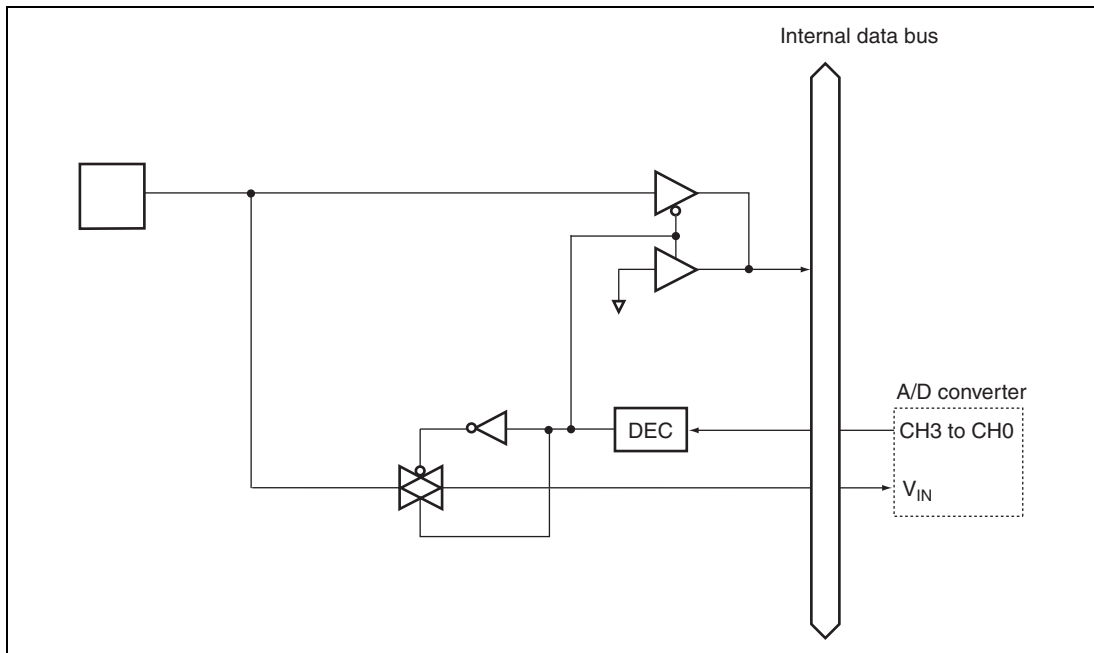 Internal data bus
A/D converter
DEC
CH3 to CH0
VIN